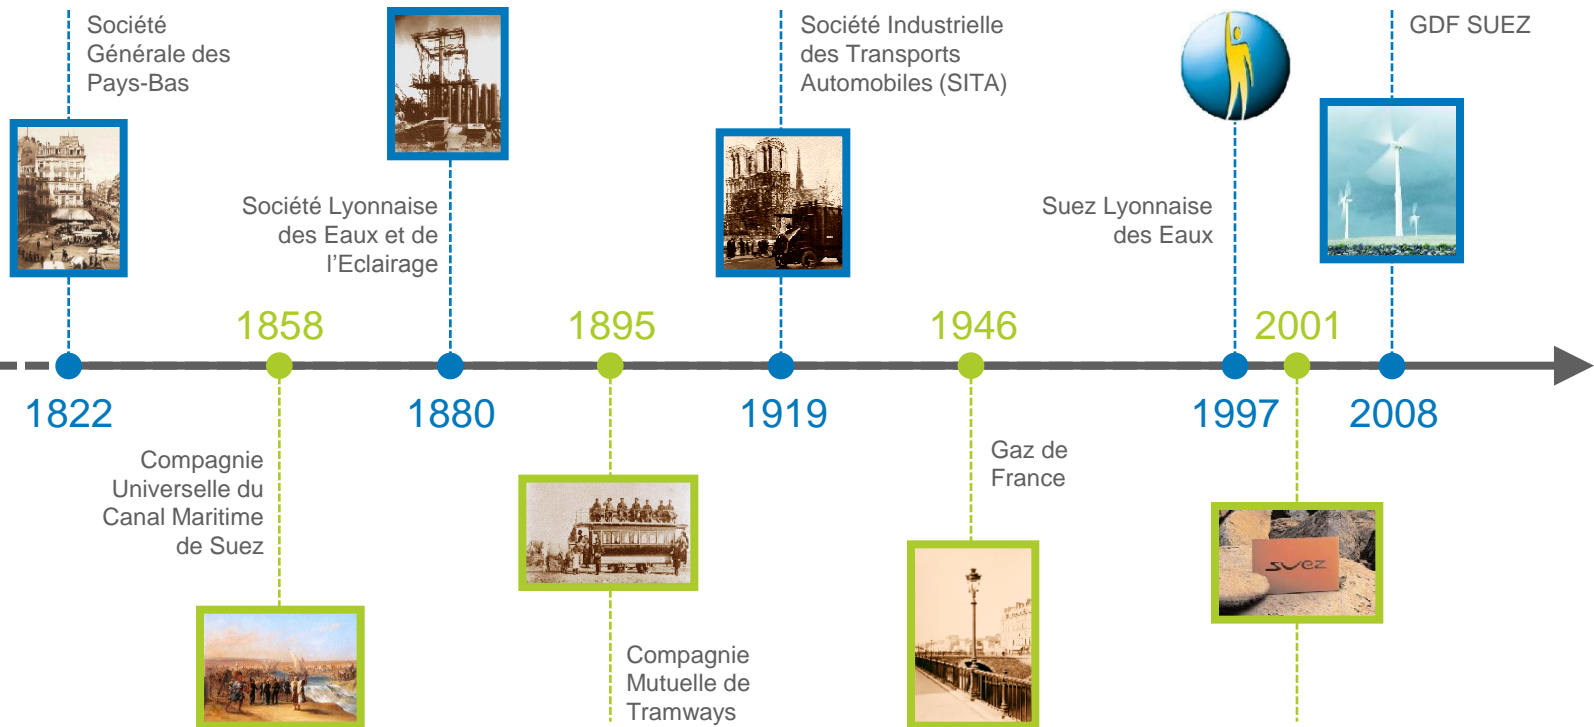 Société
Générale des
Pays-Bas
Société Industrielle
des Transports
Automobiles (SITA)
GDF SUEZ
Société Lyonnaise
des Eaux et de
l'Eclairage
Suez Lyonnaise
des Eaux
1858
1895
1946
2001
1822
1880
1919
1997
2008
Compagnie
Universelle du
Canal Maritime
de Suez
Gaz de
France
suez
Compagnie
Mutuelle de
Tramways